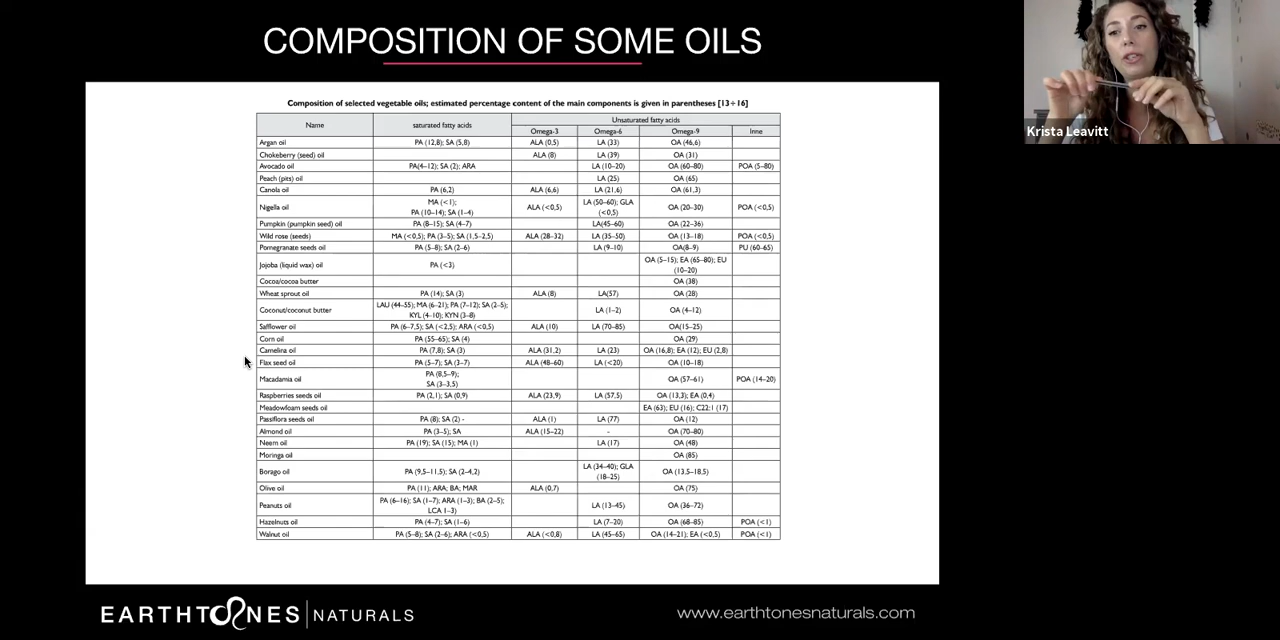 COMPOSITION OF SOME OILS
Krista Leavitt
Composition of selected vegetable oils; estimated percentage content of the main components is given in parentheses [13÷16]
Name saturated fatty acids Unsaturated fatty acids
Omega-3 Omega-6 Omega-9 Inne
Argan oil PA (12,8); SA (5,8) ALA (0,5) LA (33) OA (46,6)
Chokeberry (seed) oil ALA (8) LA (39) OA (31)
Avocado oil PA(4–12); SA (2); ARA LA (10–20) OA (60–80) POA (5–80)
Peach (pits) oil LA (25) OA (65)
Canola oil PA (6,2) ALA (6,6) LA (21,6) OA (61,3)
Nigella oil MA (<1); PA (10–14); SA (1–4) ALA (<0,5) LA (50–60); GLA (<0,5) OA (20–30) POA (<0,5)
Pumpkin (pumpkin seed) oil PA (8–15); SA (4–7) LA(45–60) OA (22–36)
Wild rose (seeds) MA (<0,5); PA (3–5); SA (1,5–2,5) ALA (28–32) LA (35–50) OA (13–18) POA (<0,5)
Pomegranate seeds oil PA (5–8); SA (2–6) LA (9–10) OA(8–9) PU (60–65)
Jojoba (liquid wax) oil PA (<3) OA (5–15); EA (65–80); EU (10–20)
Cocoa/cocoa butter OA (38)
Wheat sprout oil PA (14); SA (3) ALA (8) LA(57) OA (28)
Coconut/coconut butter LAU (44–55); MA (6–21); PA (7–12); SA (2–5); KYL (4–10); KYN (3–8) LA (1–2) OA (4–12)
Safflower oil PA (6–7,5); SA (<2,5); ARA (<0,5) ALA (10) LA (70–85) OA(15–25)
Corn oil PA (55–65); SA (4) OA (29)
Camelira oil PA (7,8); SA (3) ALA (31,2) LA (23) OA (16,8); EA (12); EU (2,8)
Flax seed oil PA (5–7); SA (3–7) ALA (48–60) LA (<20) OA (10–18)
Macadamia oil PA (8,5–9); SA (3–3,5) OA (57–61) POA (14–20)
Raspberries seeds oil PA (2,1); SA (0,9) ALA (23,9) LA (57,5) OA (13,3); EA (0,4)
Meadowfoam seeds oil EA (63); EU (16); C22:1 (17)
Passiflora seeds oil PA (8); SA (2) - ALA (1) LA (77) OA (12)
Almond oil PA (3–5); SA ALA (15–22) – OA (70–80)
Neem oil PA (19); SA (15); MA (1) LA (17) OA (48)
Moringa oil OA (85)
Borago oil PA (9,5–11,5); SA (2–4,2) LA (34–40); GLA (18–25) OA (13,5–18,5)
Olive oil PA (11); ARA; BA; MAR ALA (0,7) OA (75)
Peanuts oil PA (6–16); SA (1–7); ARA (1–3); BA (2–5); LCA 1–3) LA (13–45) OA (36–72)
Hazelnuts oil PA (4–7); SA (1–6) LA (7–20) OA (68–85) POA (<1)
Walnut oil PA (5–8); SA (2–6); ARA (<0,5) ALA (<0,8) LA (45–65) OA (14–21); EA (<0,5) POA (<1)
EARTHTONES NATURALS
www.earthtonesnaturals.com